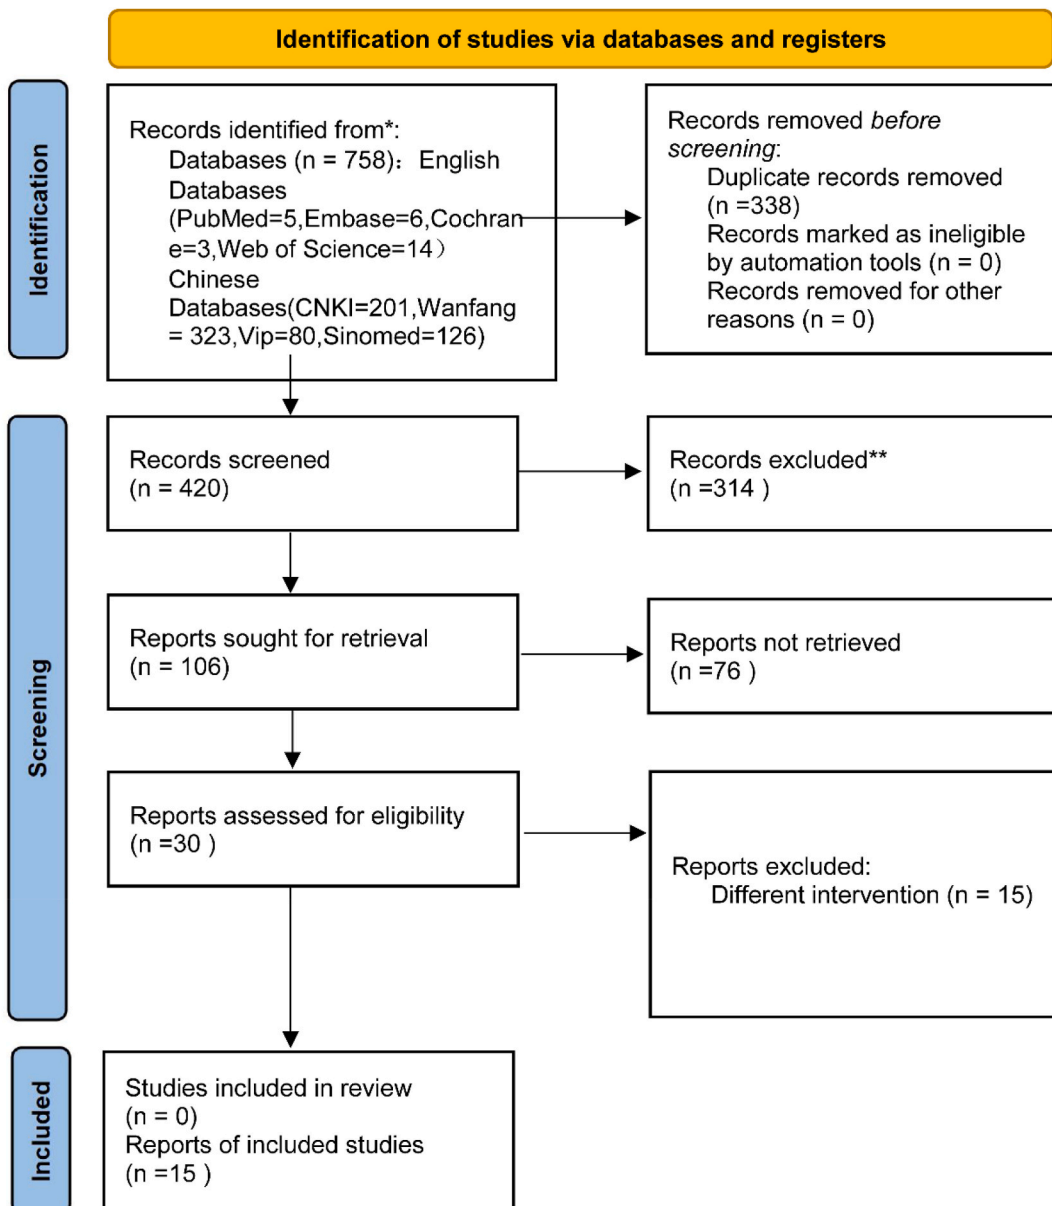 Identification of studies via databases and registers
Identification
Records identified from*:
Databases (n = 758)：English
Databases
(PubMed=5,Embase=6,Cochran
e=3,Web of Science=14）
Chinese
Databases(CNKI=201,Wanfang
= 323,Vip=80,Sinomed=126)
Records removed before
screening:
Duplicate records removed
(n =338)
Records marked as ineligible
by automation tools (n = 0)
Records removed for other
reasons (n = 0)
Screening
Records screened
(n = 420)
Records excluded**
(n =314 )
Reports sought for retrieval
(n = 106)
Reports not retrieved
(n =76 )
Reports assessed for eligibility
(n =30 )
Reports excluded:
Different intervention (n = 15)
Included
Studies included in review
(n = 0)
Reports of included studies
(n =15 )